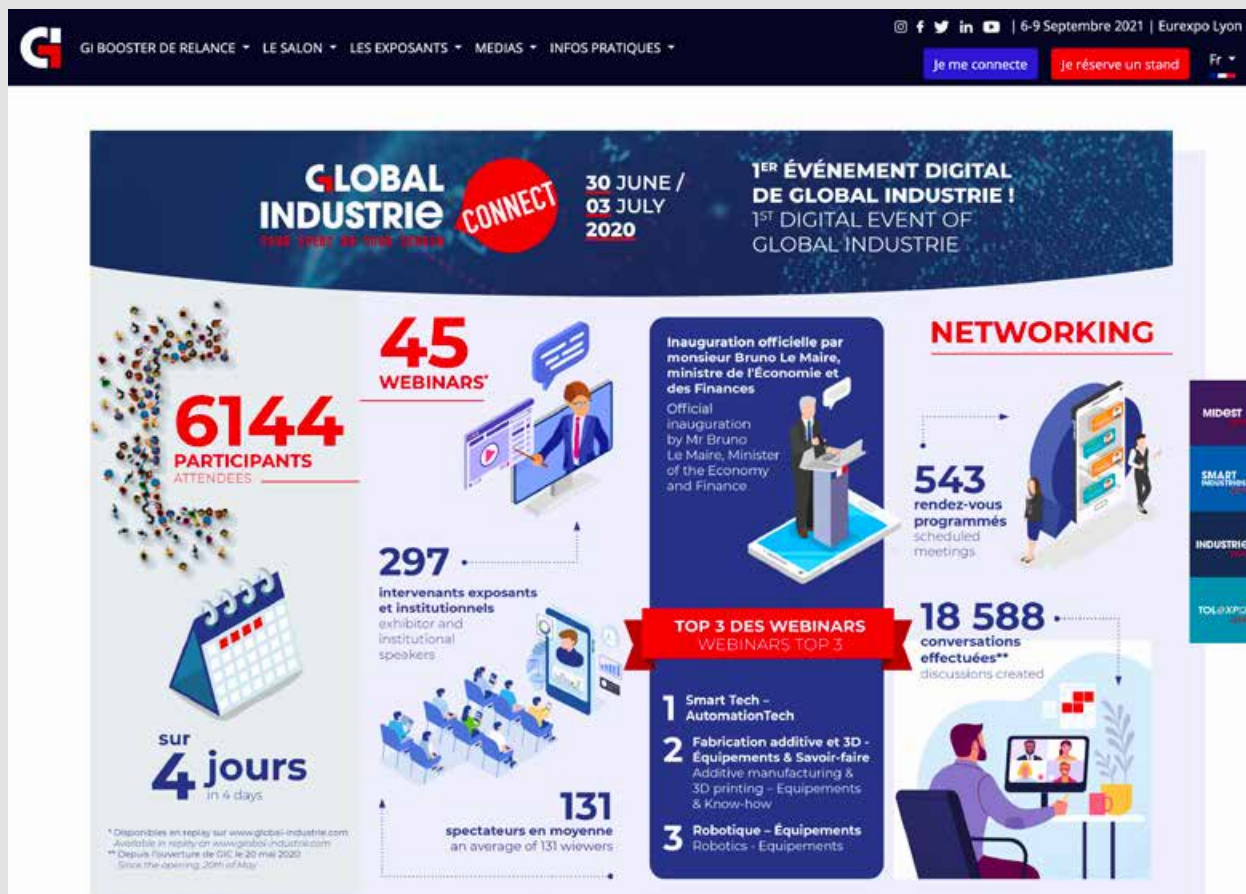 GI BOOSTER DE RELANCE
LE SALON
LES EXPOSANTS
MEDIAS
INFOS PRATIQUES
| 6-9 Septembre 2021 | Eurexpo Lyon
Je me connecte
Je réserve un stand
Fr
GLOBAL
INDUSTRIE
YOUR EVENT ON YOUR SCREEN
CONNECT
30 JUNE /
03 JULY
2020
1ER ÉVÉNEMENT DIGITAL
DE GLOBAL INDUSTRIE !
1ST DIGITAL EVENT OF
GLOBAL INDUSTRIE
6144
PARTICIPANTS
ATTENDEES
sur
4 jours
in 4 days
* Disponibles en replay sur www.global-industrie.com
Available in replay on www.global-industrie.com
** Depuis l'ouverture de GIC le 20 mai 2020
Since the opening, 20th of May
45
WEBINARS*
297
intervenants exposants
et institutionnels
exhibitor and
institutional
speakers
131
spectateurs en moyenne
an average of 131 wiewers
Inauguration officielle par
monsieur Bruno Le Maire,
ministre de l'Économie et
des Finances
Official
inauguration
by Mr Bruno
Le Maire, Minister
of the Economy
and Finance
TOP 3 DES WEBINARS
WEBINARS TOP 3
1 Smart Tech –
AutomationTech
2 Fabrication additive et 3D -
Équipements & Savoir-faire
Additive manufacturing &
3D printing – Equipements
& Know-how
3 Robotique – Équipements
Robotics - Equipements
NETWORKING
543
rendez-vous
programmés
scheduled
meetings
18 588
conversations
effectuées**
discussions created
MIDEST
SMART
INDUSTRIES
INDUSTRIE
TOLEXPO